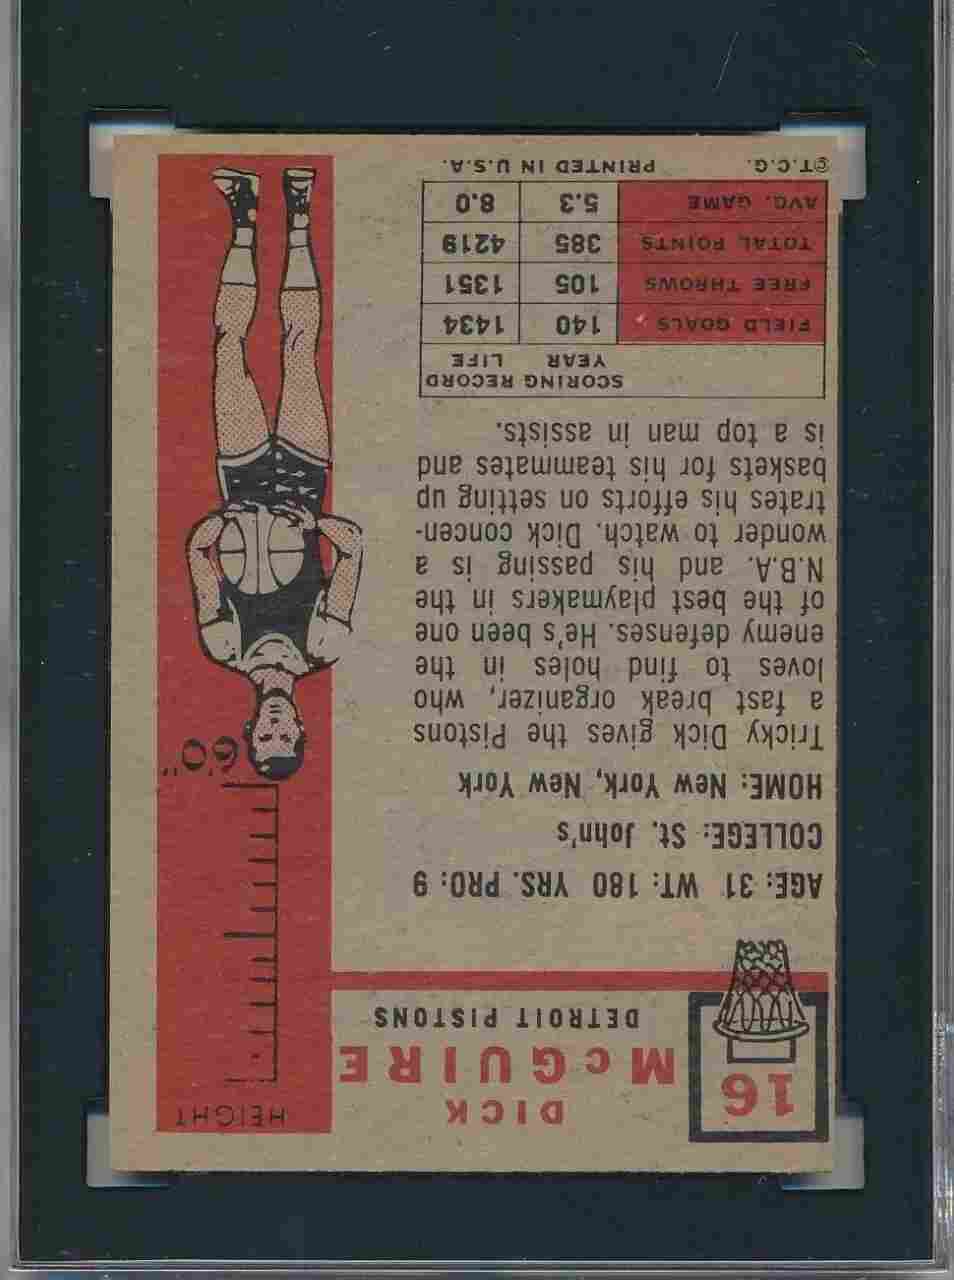 16
DICK
McGUIRE
DETROIT PISTONS
HEIGHT
6'0"
AGE: 31 WT: 180 YRS. PRO: 9
COLLEGE: St. John's
HOME: New York, New York
Tricky Dick gives the Pistons
a fast break organizer, who
loves to find holes in the
enemy defenses. He's been one
of the best playmakers in the
N.B.A. and his passing is a
wonder to watch. Dick concen-
trates his efforts on setting up
baskets for his teammates and
is a top man in assists.
SCORING RECORD
YEAR LIFE
FIELD GOALS 140 1434
FREE THROWS 105 1351
TOTAL POINTS 385 4219
AVG. GAME 5.3 8.0
©T.C.G. PRINTED IN U.S.A.